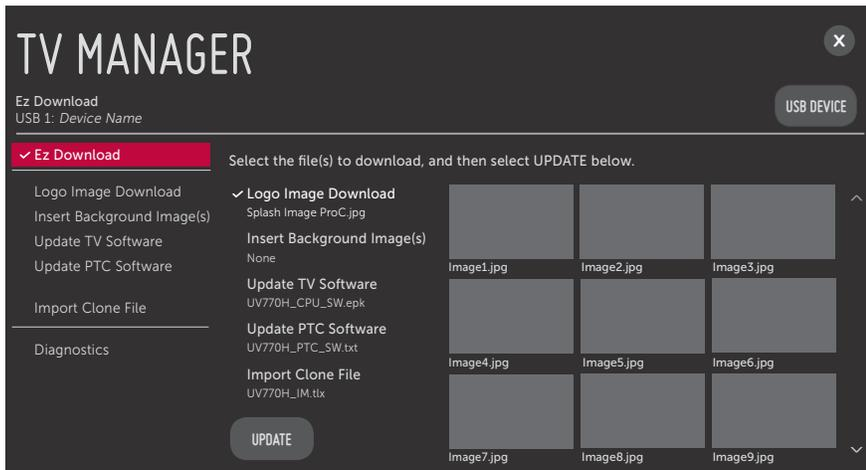 TV MANAGER
X
Ez Download
USB 1: Device Name
USB DEVICE
Ez Download
Logo Image Download
Insert Background Image(s)
Update TV Software
Update PTC Software
Import Clone File
Diagnostics
Select the file(s) to download, and then select UPDATE below.
Logo Image Download
Splash Image ProC.jpg
Insert Background Image(s)
None
Update TV Software
UV770H_CPU_SW.epk
Update PTC Software
UV770H_PTC_SW.txt
Import Clone File
UV770H_IM.tlx
UPDATE
Image1.jpg
Image2.jpg
Image3.jpg
Image4.jpg
Image5.jpg
Image6.jpg
Image7.jpg
Image8.jpg
Image9.jpg